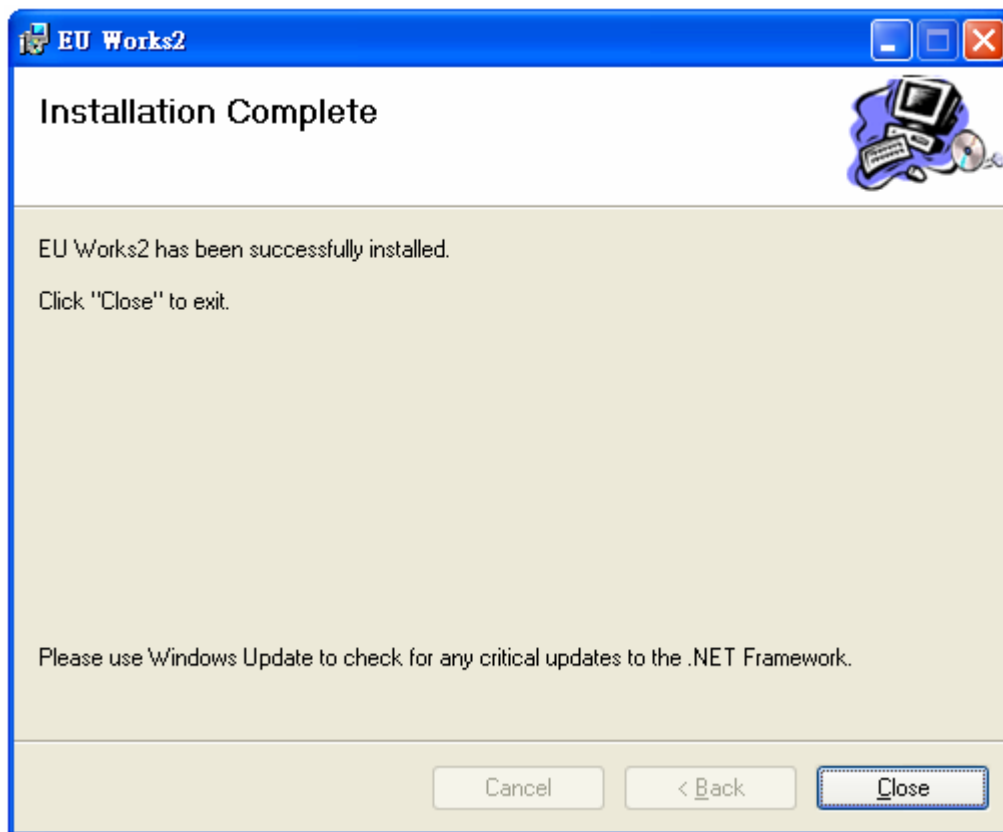 EU Works2
Installation Complete
EU Works2 has been successfully installed.
Click "Close" to exit.
Please use Windows Update to check for any critical updates to the .NET Framework.
Cancel
< Back
Close